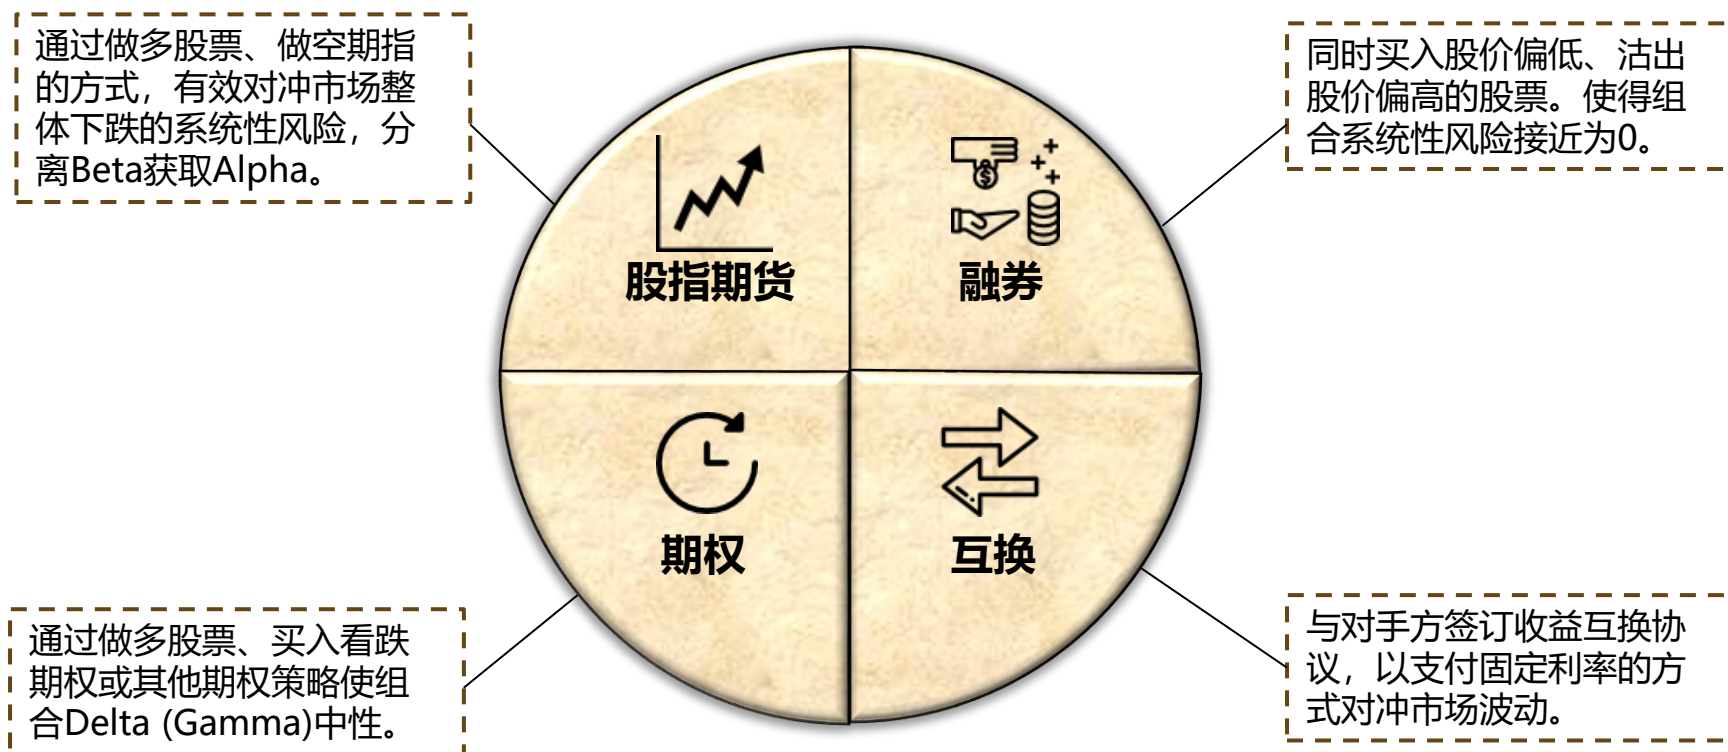 通过做多股票、做空期指
的方式，有效对冲市场整
体下跌的系统性风险，分
离Beta获取Alpha。
同时买入股价偏低、沽出
股价偏高的股票。使得组
合系统性风险接近为0。
股指期货
融券
期权
互换
通过做多股票、买入看跌
期权或其他期权策略使组
合Delta (Gamma)中性。
与对手方签订收益互换协
议，以支付固定利率的方
式对冲市场波动。